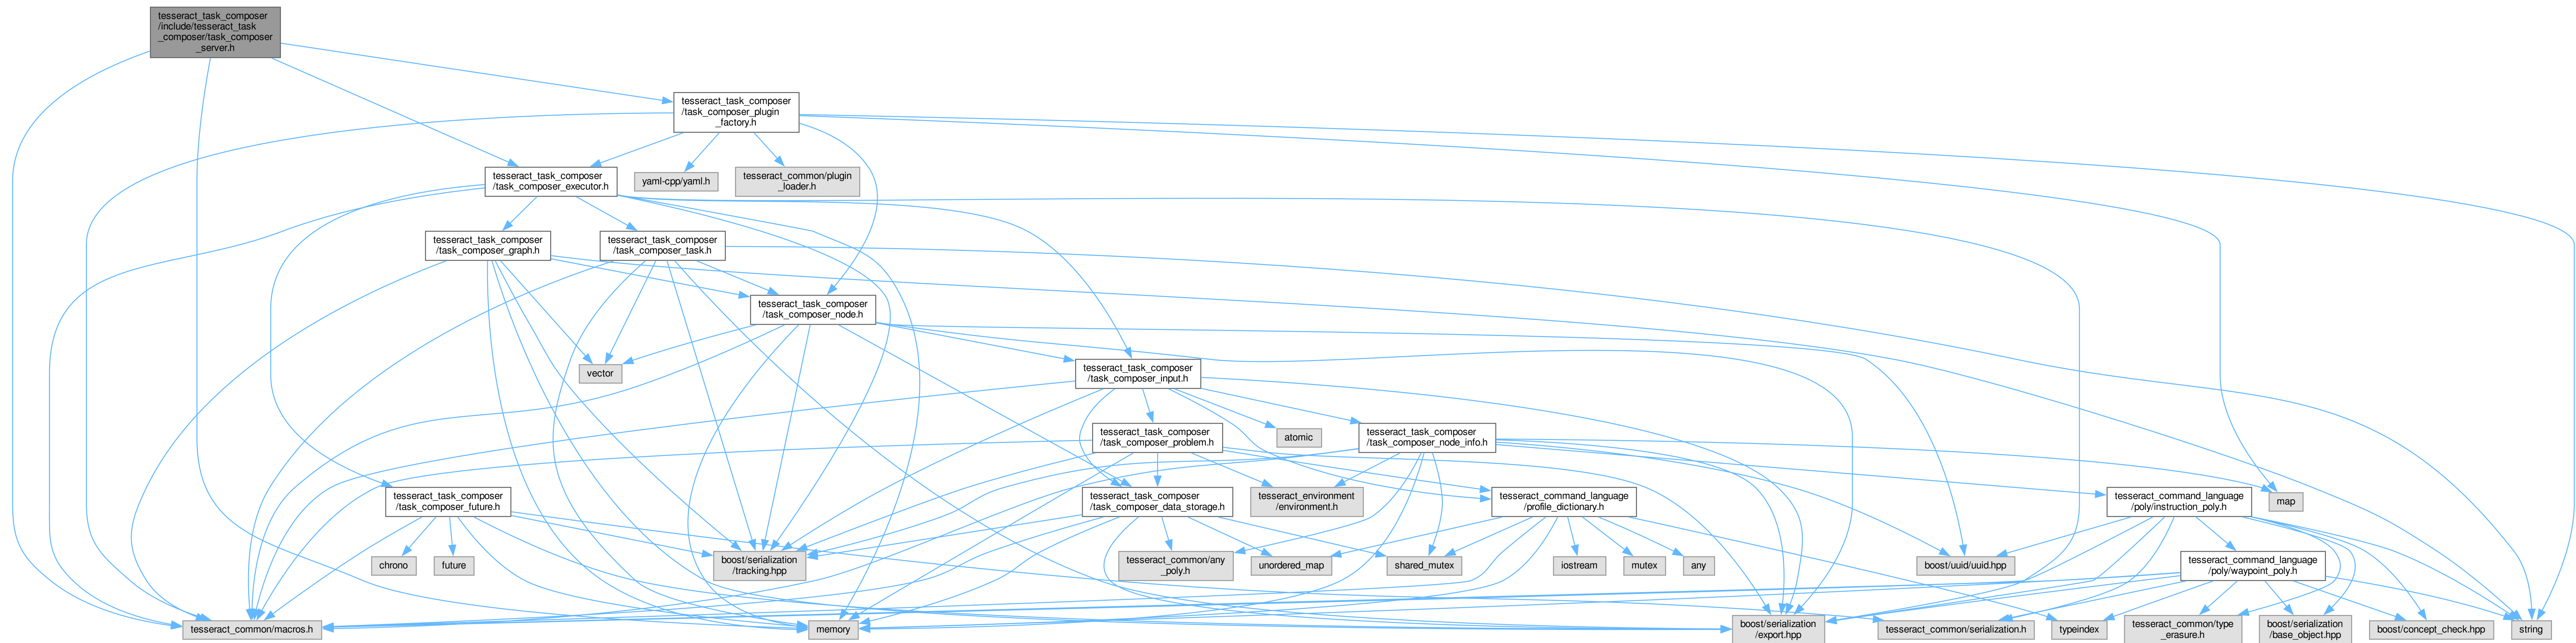 tesseract_task_composer
/include/tesseract_task
_composer/task_composer
_server.h
tesseract_task_composer
/task_composer_plugin
_factory.h
tesseract_task_composer
/task_composer_executor.h
yaml-cpp/yaml.h
tesseract_common/plugin
_loader.h
tesseract_task_composer
/task_composer_graph.h
tesseract_task_composer
/task_composer_task.h
tesseract_task_composer
/task_composer_node.h
vector
tesseract_task_composer
/task_composer_input.h
tesseract_task_composer
/task_composer_problem.h
atomic
tesseract_task_composer
/task_composer_node_info.h
tesseract_task_composer
/task_composer_future.h
tesseract_task_composer
/task_composer_data_storage.h
tesseract_environment
/environment.h
tesseract_command_language
/profile_dictionary.h
tesseract_command_language
/poly/instruction_poly.h
map
chrono
future
boost/serialization
/tracking.hpp
tesseract_common/any
_poly.h
unordered_map
shared_mutex
iostream
mutex
any
boost/uuid/uuid.hpp
tesseract_command_language
/poly/waypoint_poly.h
tesseract_common/macros.h
memory
boost/serialization
/export.hpp
tesseract_common/serialization.h
typeindex
tesseract_common/type
_erasure.h
boost/serialization
/base_object.hpp
boost/concept_check.hpp
string